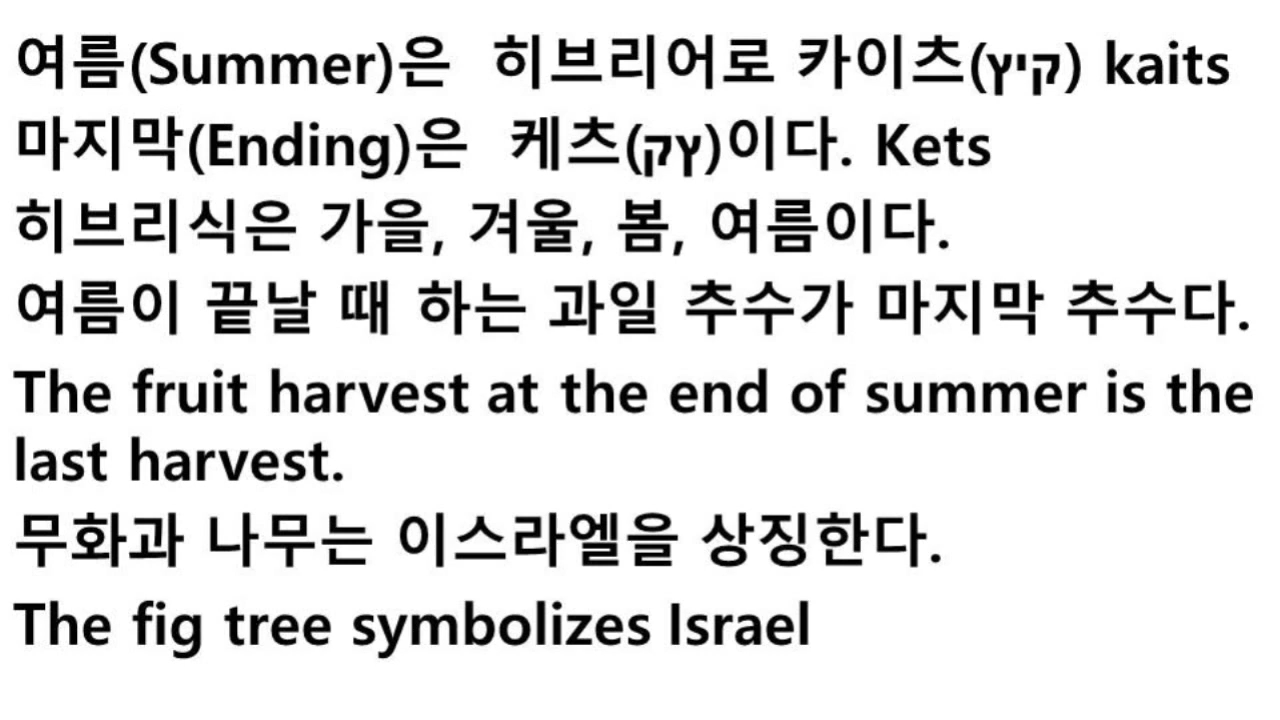 여름(Summer)은 히브리어로 카이츠(קיץ) kaits
마지막(Ending)은 케츠(קץ)이다. Kets
히브리식은 가을, 겨울, 봄, 여름이다.
여름이 끝날 때 하는 과일 추수가 마지막 추수다.
The fruit harvest at the end of summer is the
last harvest.
무화과 나무는 이스라엘을 상징한다.
The fig tree symbolizes Israel